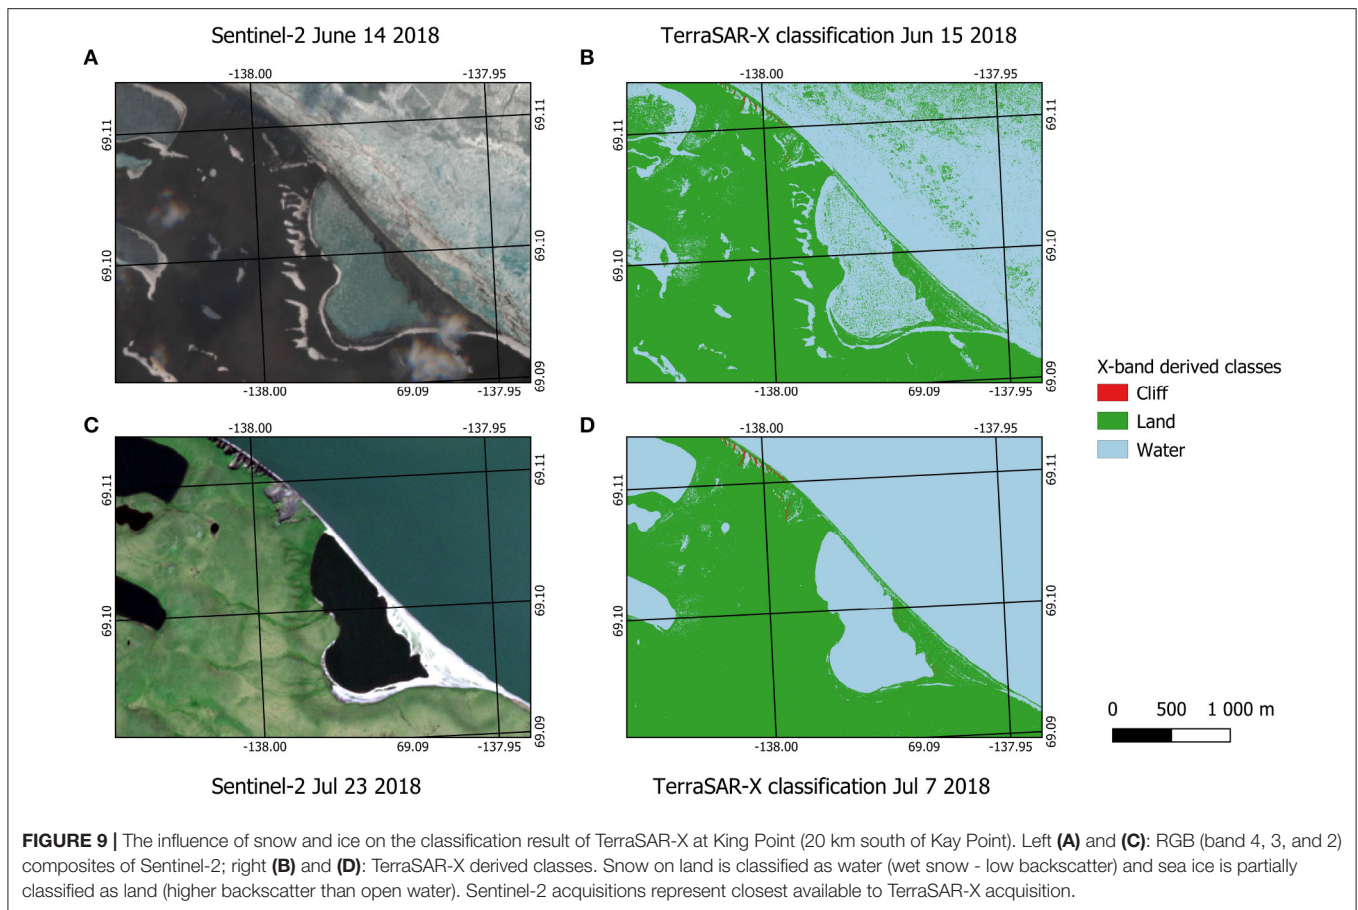 Sentinel-2 June 14 2018
TerraSAR-X classification Jun 15 2018
A
-138.00
-137.95
69.11
69.11
69.10
69.10
69.09
-138.00
69.09
-137.95
B
-138.00
-137.95
69.11
69.11
69.10
69.10
69.09
-138.00
69.09
-137.95
X-band derived classes
Cliff
Land
Water
C
-138.00
-137.95
69.11
69.11
69.10
69.10
69.09
-138.00
69.09
-137.95
D
-138.00
-137.95
69.11
69.11
69.10
69.10
69.09
-138.00
69.09
-137.95
0 500 1 000 m
Sentinel-2 Jul 23 2018
TerraSAR-X classification Jul 7 2018
FIGURE 9 | The influence of snow and ice on the classification result of TerraSAR-X at King Point (20 km south of Kay Point). Left (A) and (C): RGB (band 4, 3, and 2)
composites of Sentinel-2; right (B) and (D): TerraSAR-X derived classes. Snow on land is classified as water (wet snow - low backscatter) and sea ice is partially
classified as land (higher backscatter than open water). Sentinel-2 acquisitions represent closest available to TerraSAR-X acquisition.